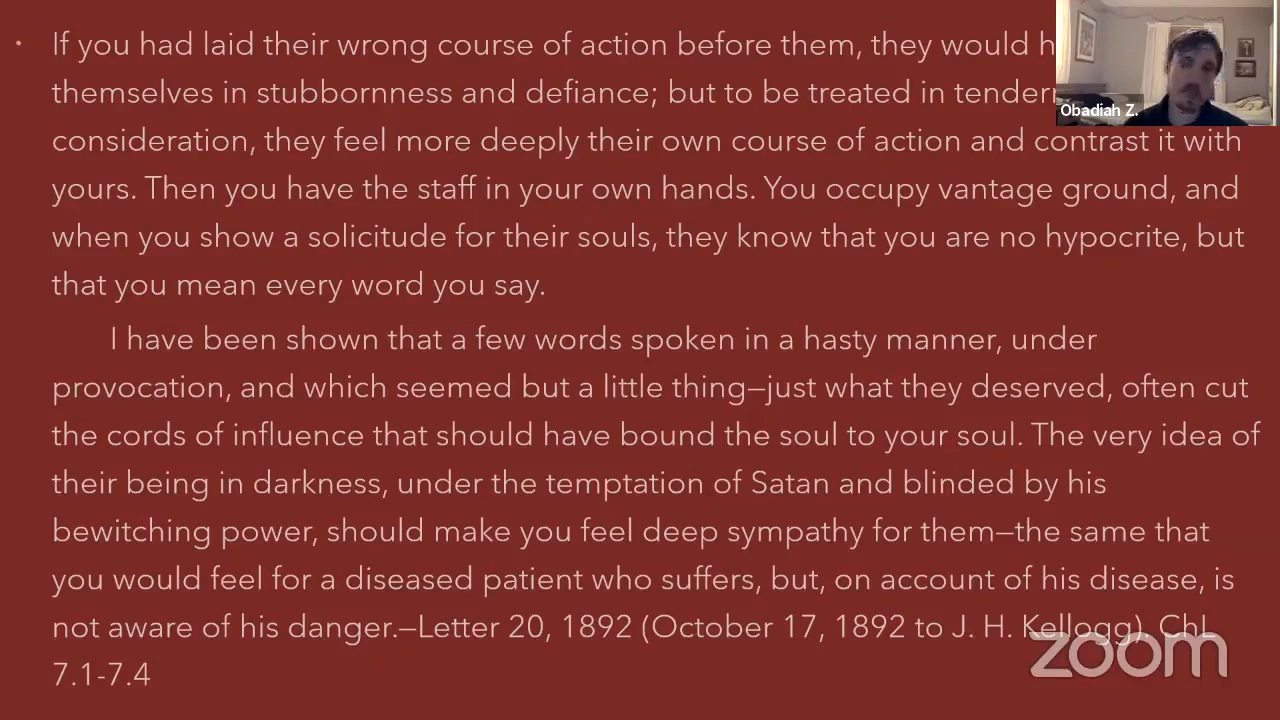 • If you had laid their wrong course of action before them, they would h
themselves in stubbornness and defiance; but to be treated in tender
consideration, they feel more deeply their own course of action and contrast it with
yours. Then you have the staff in your own hands. You occupy vantage ground, and
when you show a solicitude for their souls, they know that you are no hypocrite, but
that you mean every word you say.
I have been shown that a few words spoken in a hasty manner, under
provocation, and which seemed but a little thing—just what they deserved, often cut
the cords of influence that should have bound the soul to your soul. The very idea of
their being in darkness, under the temptation of Satan and blinded by his
bewitching power, should make you feel deep sympathy for them—the same that
you would feel for a diseased patient who suffers, but, on account of his disease, is
not aware of his danger.—Letter 20, 1892 (October 17, 1892 to J. H. Kellogg). ChL
7.1-7.4
Obadiah Z.
zoom